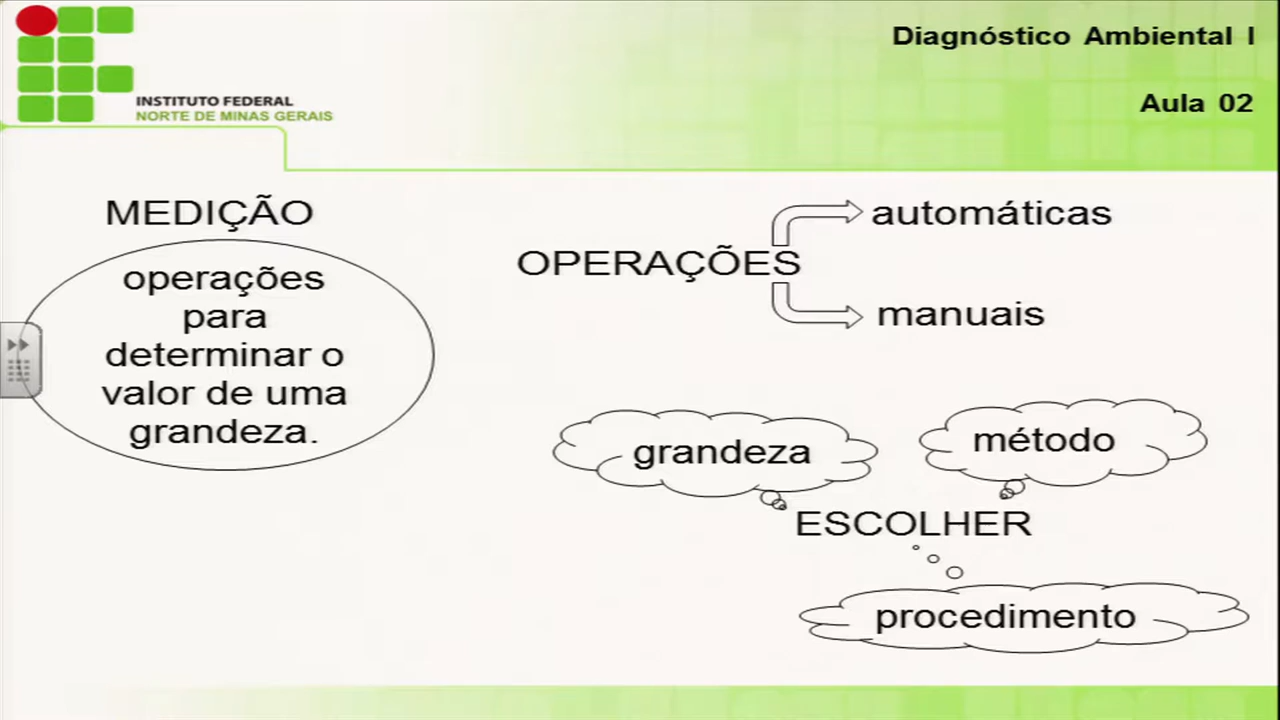 Diagnóstico Ambiental I
Aula 02
INSTITUTO FEDERAL
NORTE DE MINAS GERAIS
MEDIÇÃO
operações
para
determinar o
valor de uma
grandeza.
OPERAÇÕES
automáticas
manuais
grandeza
método
ESCOLHER
procedimento